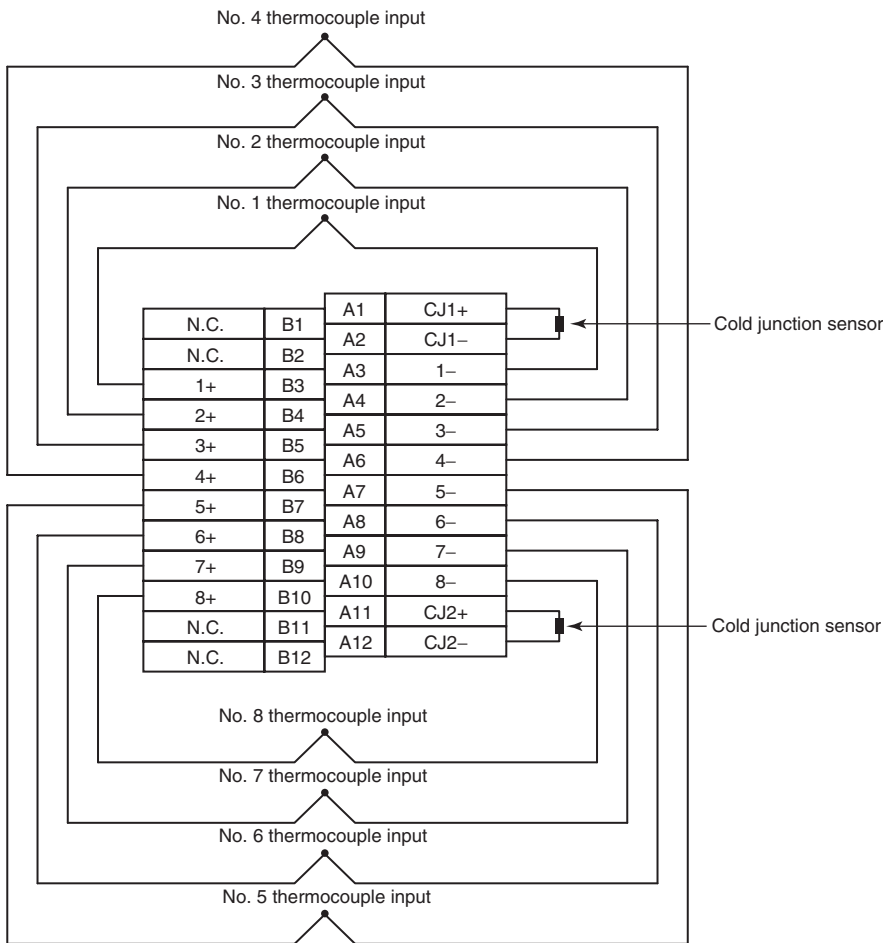 No. 4 thermocouple input
No. 3 thermocouple input
No. 2 thermocouple input
No. 1 thermocouple input
A1 CJ1+
N.C. B1
Cold junction sensor
A2 CJ1−
N.C. B2
A3 1−
1+ B3
A4 2−
2+ B4
A5 3−
3+ B5
A6 4−
4+ B6
A7 5−
5+ B7
A8 6−
6+ B8
A9 7−
7+ B9
A10 8−
8+ B10
A11 CJ2+
N.C. B11
Cold junction sensor
A12 CJ2−
N.C. B12
No. 8 thermocouple input
No. 7 thermocouple input
No. 6 thermocouple input
No. 5 thermocouple input